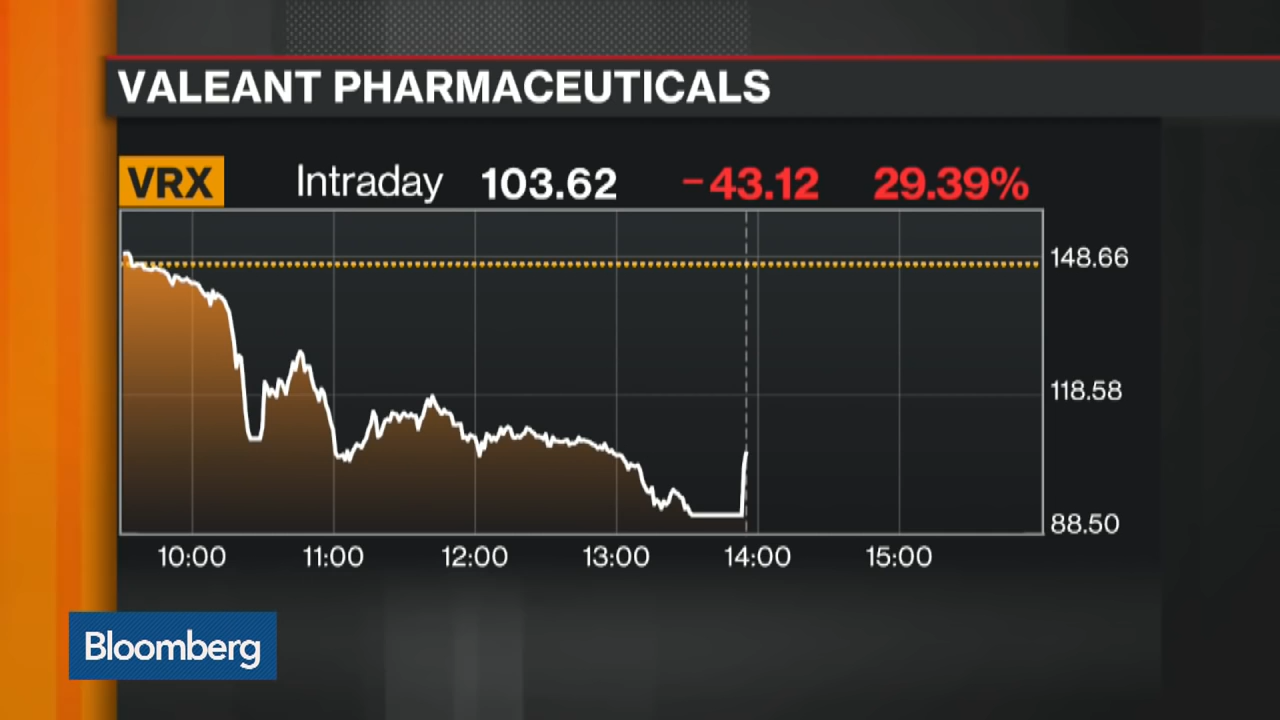 VALEANT PHARMACEUTICALS
VRX Intraday 103.62 −43.12 29.39%
148.66
118.58
88.50
10:00 11:00 12:00 13:00 14:00 15:00
Bloomberg